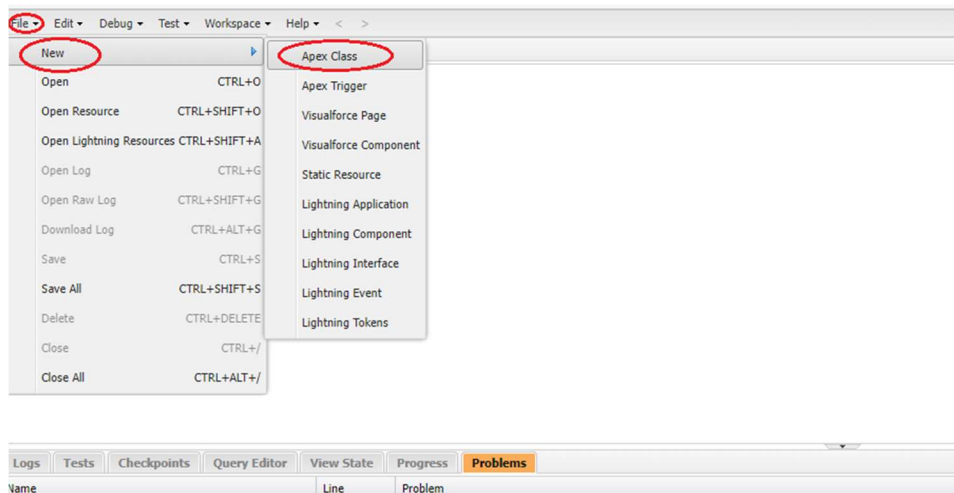 File Edit Debug Test Workspace Help < >
New
Open CTRL+O
Open Resource CTRL+SHIFT+O
Open Lightning Resources CTRL+SHIFT+A
Open Log CTRL+G
Open Raw Log CTRL+SHIFT+G
Download Log CTRL+ALT+G
Save CTRL+S
Save All CTRL+SHIFT+S
Delete CTRL+DELETE
Close CTRL+/
Close All CTRL+ALT+/
Apex Class
Apex Trigger
Visualforce Page
Visualforce Component
Static Resource
Lightning Application
Lightning Component
Lightning Interface
Lightning Event
Lightning Tokens
Logs Tests Checkpoints Query Editor View State Progress Problems
Name Line Problem